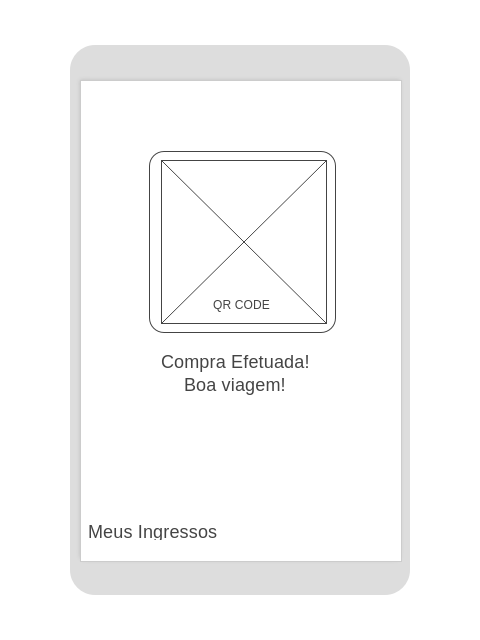 QR CODE
Compra Efetuada!
Boa viagem!
Meus Ingressos